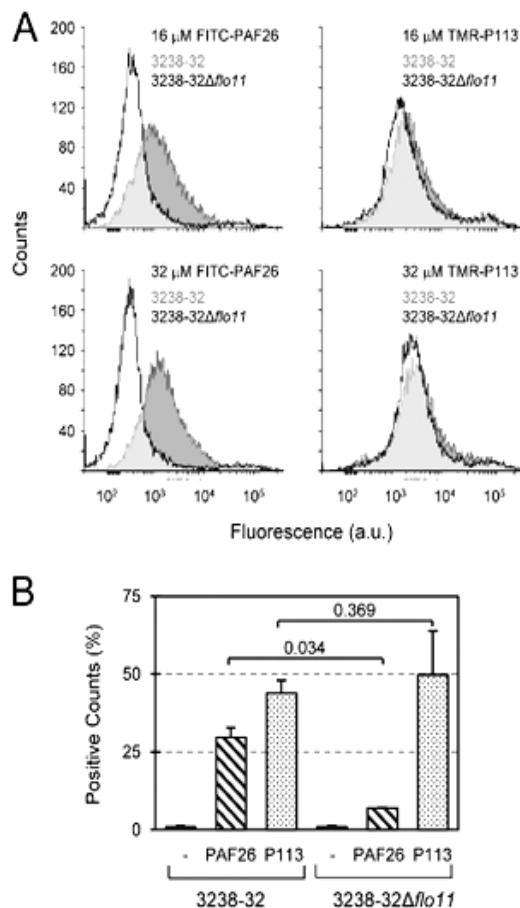 A
16 µM FITC-PAF26
3238-32
3238-32Δflo11
16 µM TMR-P113
3238-32
3238-32Δflo11
200
160
120
80
40
Counts
32 µM FITC-PAF26
3238-32
3238-32Δflo11
32 µM TMR-P113
3238-32
3238-32Δflo11
200
160
120
80
40
10² 10³ 10⁴ 10⁵ 10² 10³ 10⁴ 10⁵
Fluorescence (a.u.)
B
75
50
25
0
Positive Counts (%)
0.369
0.034
- PAF26 P113 - PAF26 P113
3238-32 3238-32Δflo11